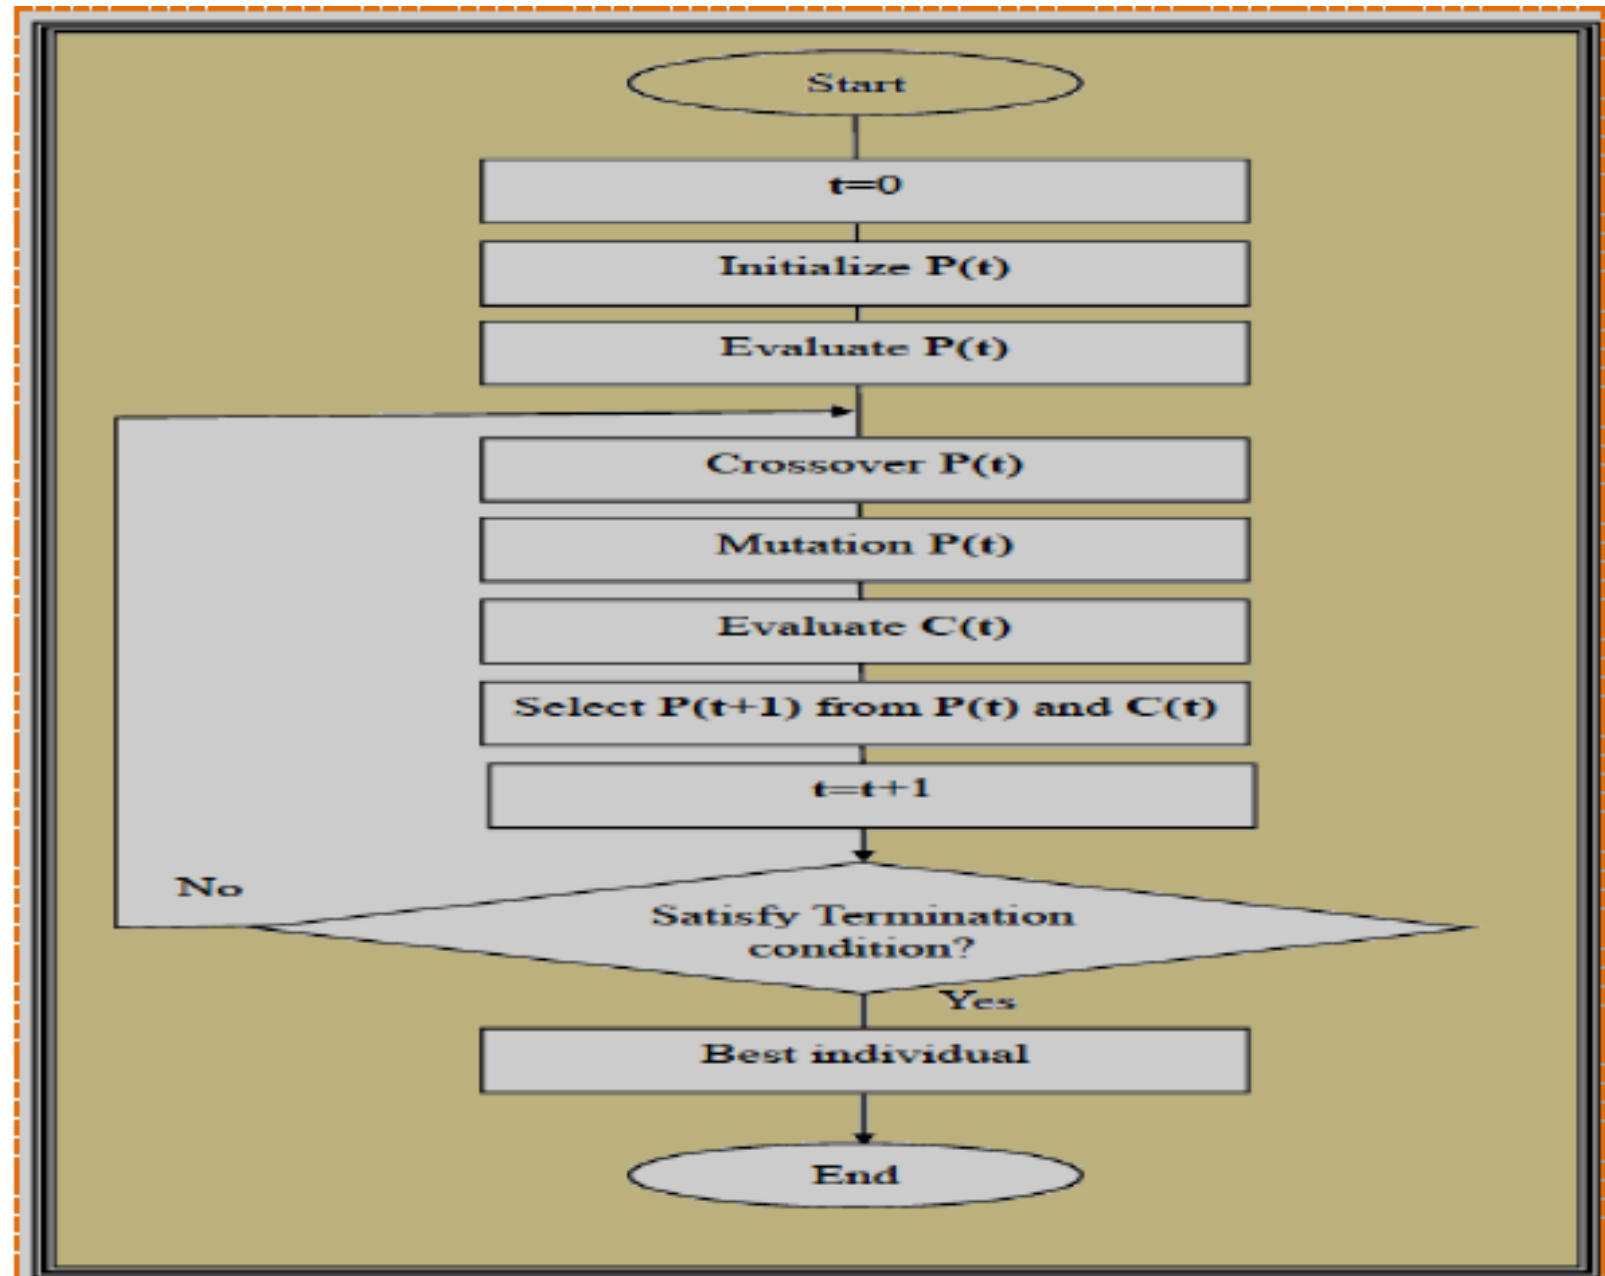 Start
t=0
Initialize P(t)
Evaluate P(t)
Crossover P(t)
Mutation P(t)
Evaluate C(t)
Select P(t+1) from P(t) and C(t)
t=t+1
No
Satisfy Termination
condition?
Yes
Best individual
End